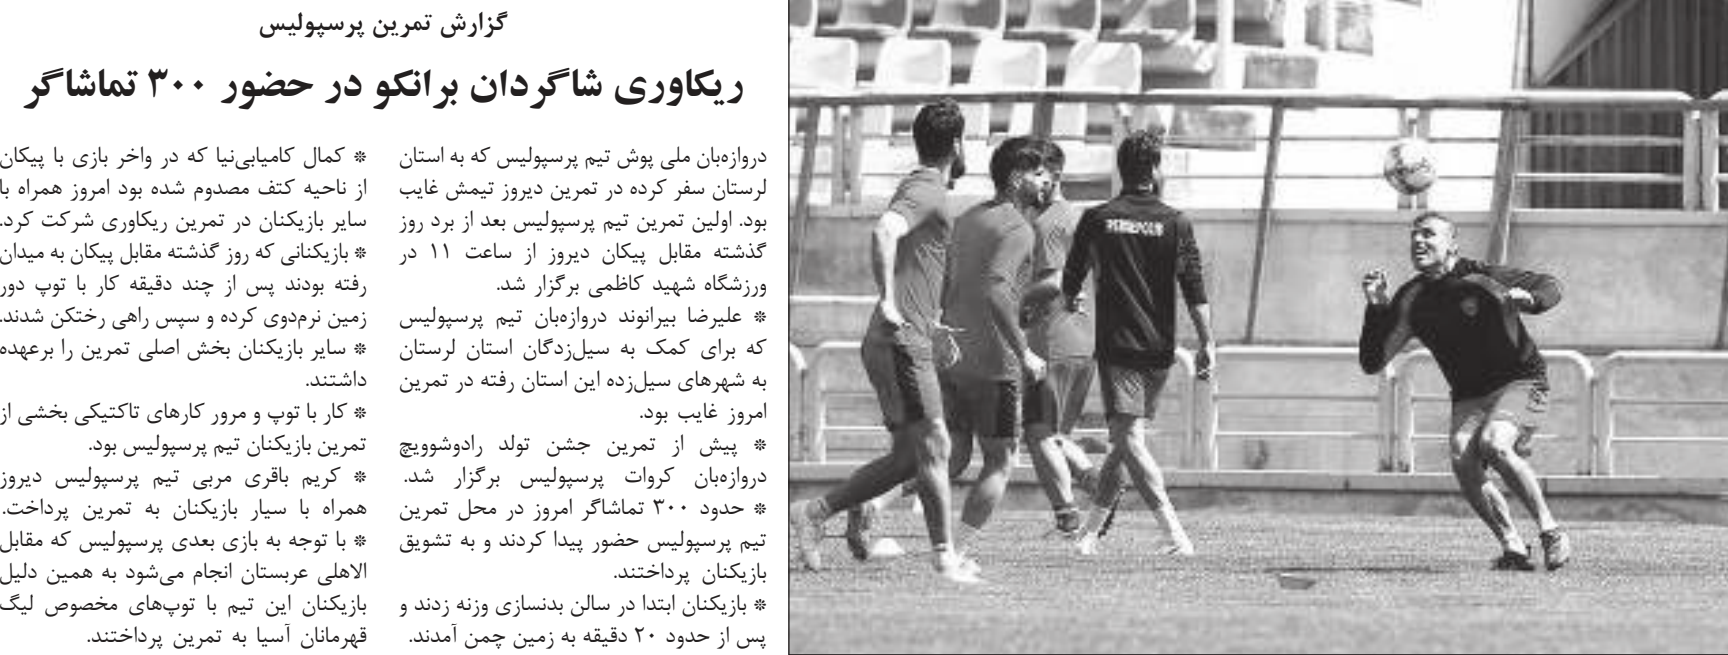 گزارش تمرین پرسپولیس
ریکاوری شاگردان برانکو در حضور ۳۰۰ تماشاگر
دروازه‌بان ملی پوش تیم پرسپولیس که به استان
لرستان سفر کرده در تمرین دیروز تیمش غایب
بود. اولین تمرین تیم پرسپولیس بعد از برد روز
گذشته مقابل پیکان دیروز از ساعت ۱۱ در
ورزشگاه شهید کاظمی برگزار شد.
* علیرضا بیرانوند دروازه‌بان تیم پرسپولیس
که برای کمک به سیل‌زدگان استان لرستان
به شهرهای سیل‌زده این استان رفته در تمرین
امروز غایب بود.
* پیش از تمرین جشن تولد رادوشوویچ
دروازه‌بان کروات پرسپولیس برگزار شد.
* حدود ۳۰۰ تماشاگر امروز در محل تمرین
تیم پرسپولیس حضور پیدا کردند و به تشویق
بازیکنان پرداختند.
* بازیکنان ابتدا در سالن بدنسازی وزنه زدند و
پس از حدود ۲۰ دقیقه به زمین چمن آمدند.
* کمال کامیابی‌نیا که در واخر بازی با پیکان
از ناحیه کتف مصدوم شده بود امروز همراه با
سایر بازیکنان در تمرین ریکاوری شرکت کرد.
* بازیکنانی که روز گذشته مقابل پیکان به میدان
رفته بودند پس از چند دقیقه کار با توپ دور
زمین نرم‌دوی کرده و سپس راهی رختکن شدند.
* سایر بازیکنان بخش اصلی تمرین را برعهده
داشتند.
* کار با توپ و مرور کارهای تاکتیکی بخشی از
تمرین بازیکنان تیم پرسپولیس بود.
* کریم باقری مربی تیم پرسپولیس دیروز
همراه با سیار بازیکنان به تمرین پرداخت.
* با توجه به بازی بعدی پرسپولیس که مقابل
الاهلی عربستان انجام می‌شود به همین دلیل
بازیکنان این تیم با توپ‌های مخصوص لیگ
قهرمانان آسیا به تمرین پرداختند.
PERSEPOLIS